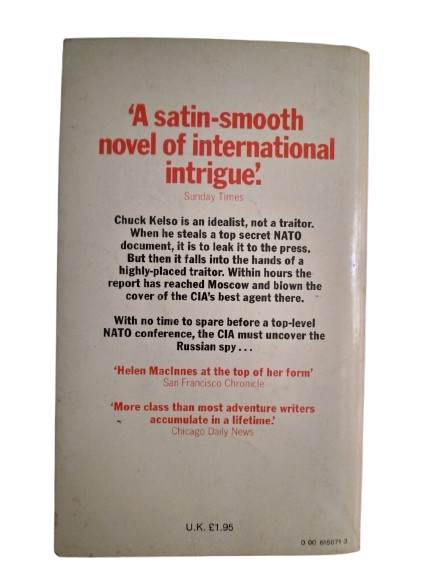 'A satin-smooth
novel of international
intrigue'.
Sunday Times
Chuck Kelso is an idealist, not a traitor.
When he steals a top secret NATO
document, it is to leak it to the press.
But then it falls into the hands of a
highly-placed traitor. Within hours the
report has reached Moscow and blown the
cover of the CIA's best agent there.
With no time to spare before a top-level
NATO conference, the CIA must uncover the
Russian spy...
'Helen MacInnes at the top of her form'
San Francisco Chronicle
'More class than most adventure writers
accumulate in a lifetime.'
Chicago Daily News
U.K. £1.95
0 00 616071 3